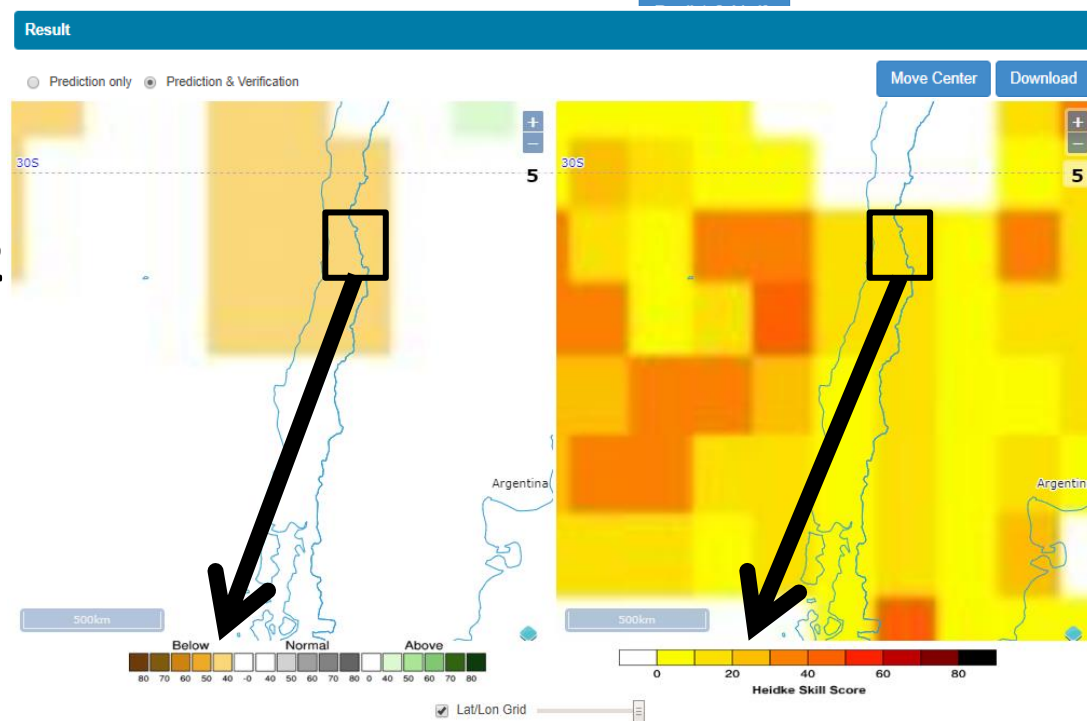 Result
Prediction only Prediction & Verification
Move Center Download
+
−
30S
5
+
−
30S
5
Argentina
Argentin
500km
500km
Below Normal Above
80 70 60 50 40 -0 40 50 60 70 80 0 40 50 60 70 80
0 20 40 60 80
Heidke Skill Score
Lat/Lon Grid